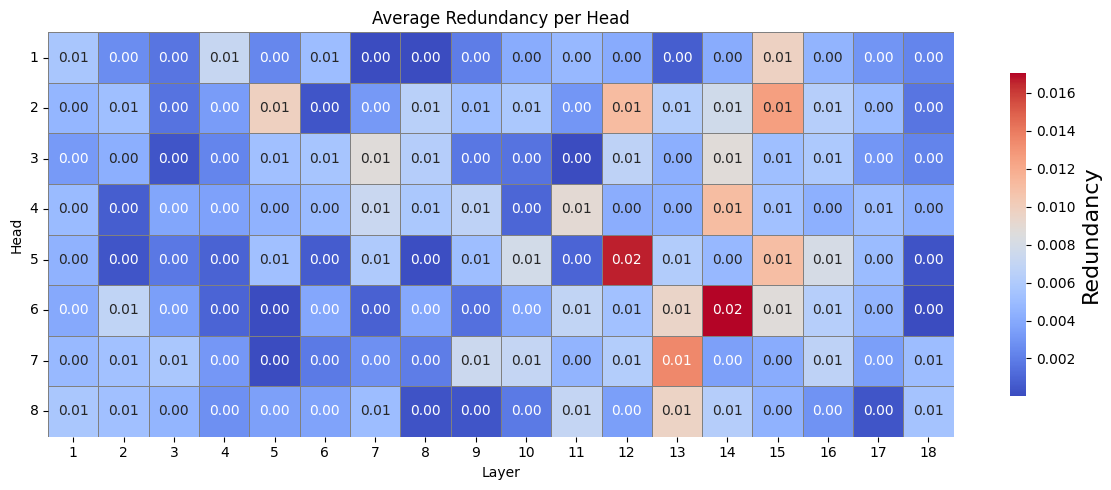 Average Redundancy per Head
1 0.01 0.00 0.00 0.01 0.00 0.01 0.00 0.00 0.00 0.00 0.00 0.00 0.00 0.00 0.01 0.00 0.00 0.00
2 0.00 0.01 0.00 0.00 0.01 0.00 0.00 0.01 0.01 0.01 0.00 0.01 0.01 0.01 0.01 0.01 0.00 0.00
3 0.00 0.00 0.00 0.00 0.01 0.01 0.01 0.01 0.00 0.00 0.00 0.01 0.00 0.01 0.01 0.01 0.00 0.00
4 0.00 0.00 0.00 0.00 0.00 0.00 0.01 0.01 0.01 0.00 0.01 0.00 0.00 0.01 0.01 0.00 0.01 0.00
5 0.00 0.00 0.00 0.00 0.01 0.00 0.01 0.00 0.01 0.01 0.00 0.02 0.01 0.00 0.01 0.01 0.00 0.00
6 0.00 0.01 0.00 0.00 0.00 0.00 0.00 0.00 0.00 0.00 0.01 0.01 0.01 0.02 0.01 0.01 0.00 0.00
7 0.00 0.01 0.01 0.00 0.00 0.00 0.00 0.00 0.01 0.01 0.00 0.01 0.01 0.00 0.00 0.01 0.00 0.01
8 0.01 0.01 0.00 0.00 0.00 0.00 0.01 0.00 0.00 0.00 0.01 0.00 0.01 0.01 0.00 0.00 0.00 0.01
1 2 3 4 5 6 7 8 9 10 11 12 13 14 15 16 17 18
Layer
Head
0.016
0.014
0.012
0.010
0.008
0.006
0.004
0.002
Redundancy